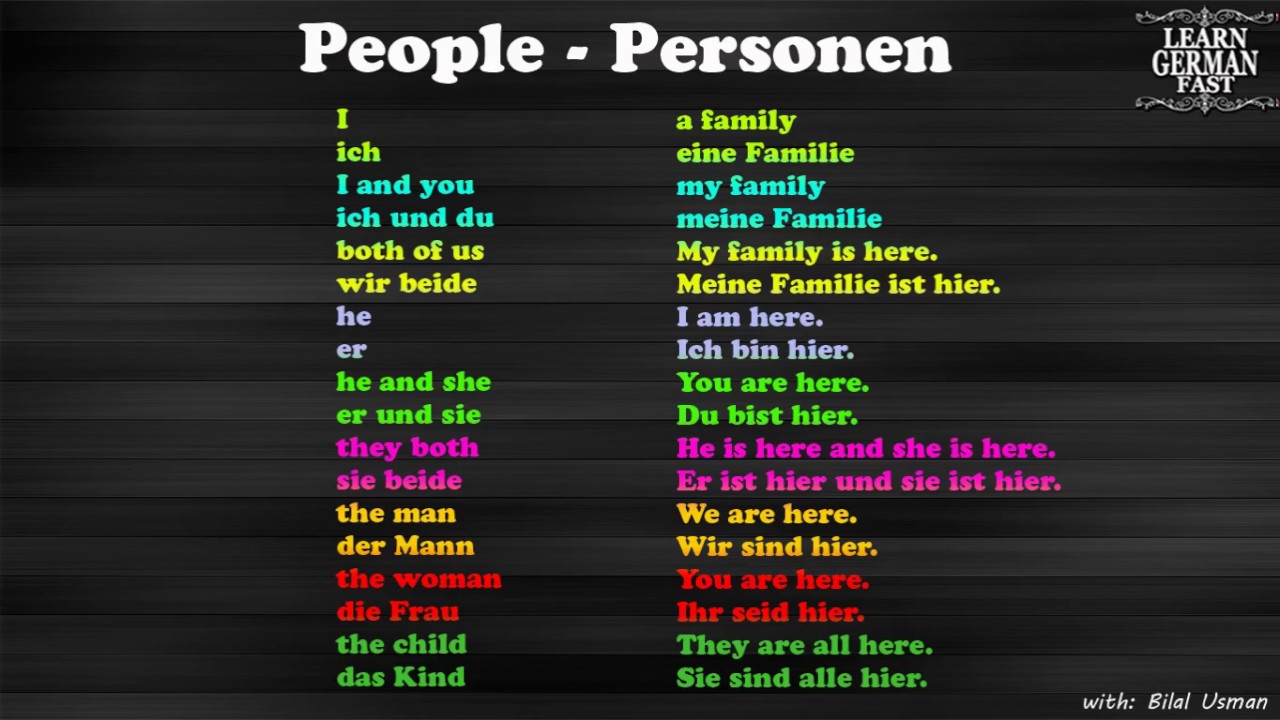 People - Personen
LEARN
GERMAN
FAST
I
ich
I and you
ich und du
both of us
wir beide
he
er
he and she
er und sie
they both
sie beide
the man
der Mann
the woman
die Frau
the child
das Kind
a family
eine Familie
my family
meine Familie
My family is here.
Meine Familie ist hier.
I am here.
Ich bin hier.
You are here.
Du bist hier.
He is here and she is here.
Er ist hier und sie ist hier.
We are here.
Wir sind hier.
You are here.
Ihr seid hier.
They are all here.
Sie sind alle hier.
with: Bilal Usman